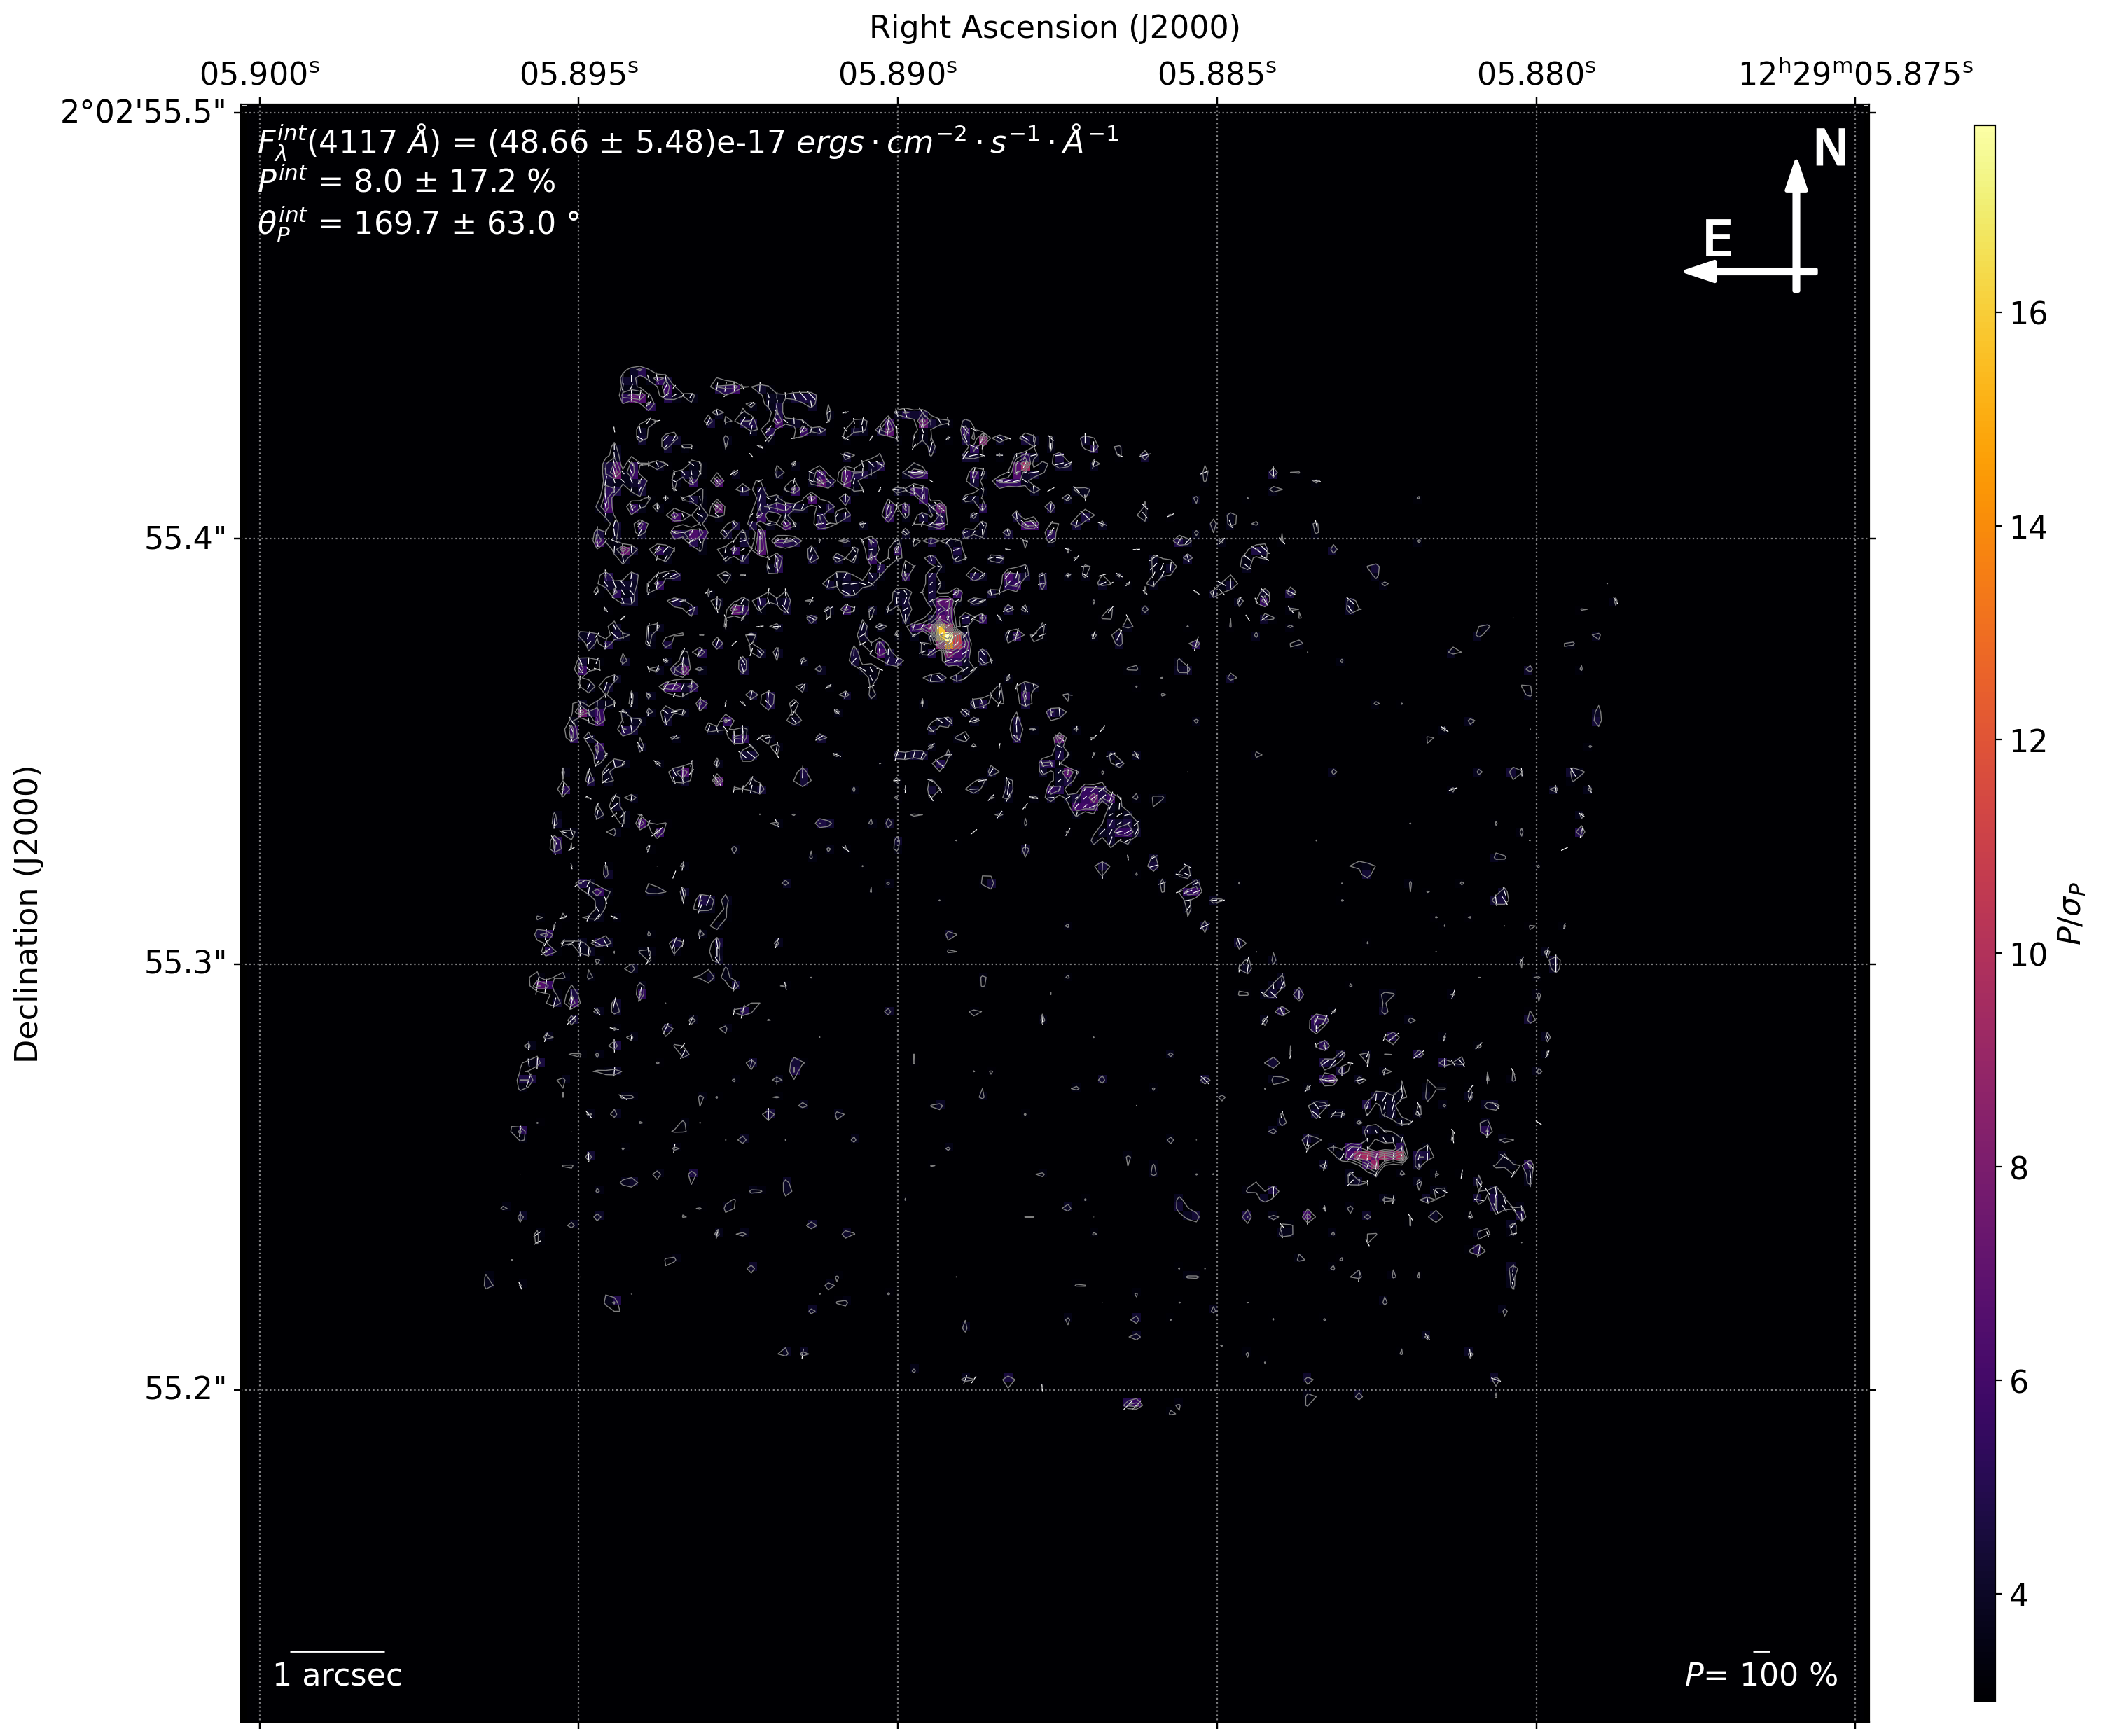 Right Ascension (J2000)
05.900ˢ 05.895ˢ 05.890ˢ 05.885ˢ 05.880ˢ 12ʰ29ᵐ05.875ˢ
2°02'55.5"
F_λ^{int}(4117 Å) = (48.66 ± 5.48)e-17 ergs · cm⁻² · s⁻¹ · Å⁻¹
P^{int} = 8.0 ± 17.2 %
θ_P^{int} = 169.7 ± 63.0 °
N
E
16
14
55.4"
12
Declination (J2000)
P/σ_P
10
55.3"
8
6
55.2"
4
1 arcsec
P= 100 %